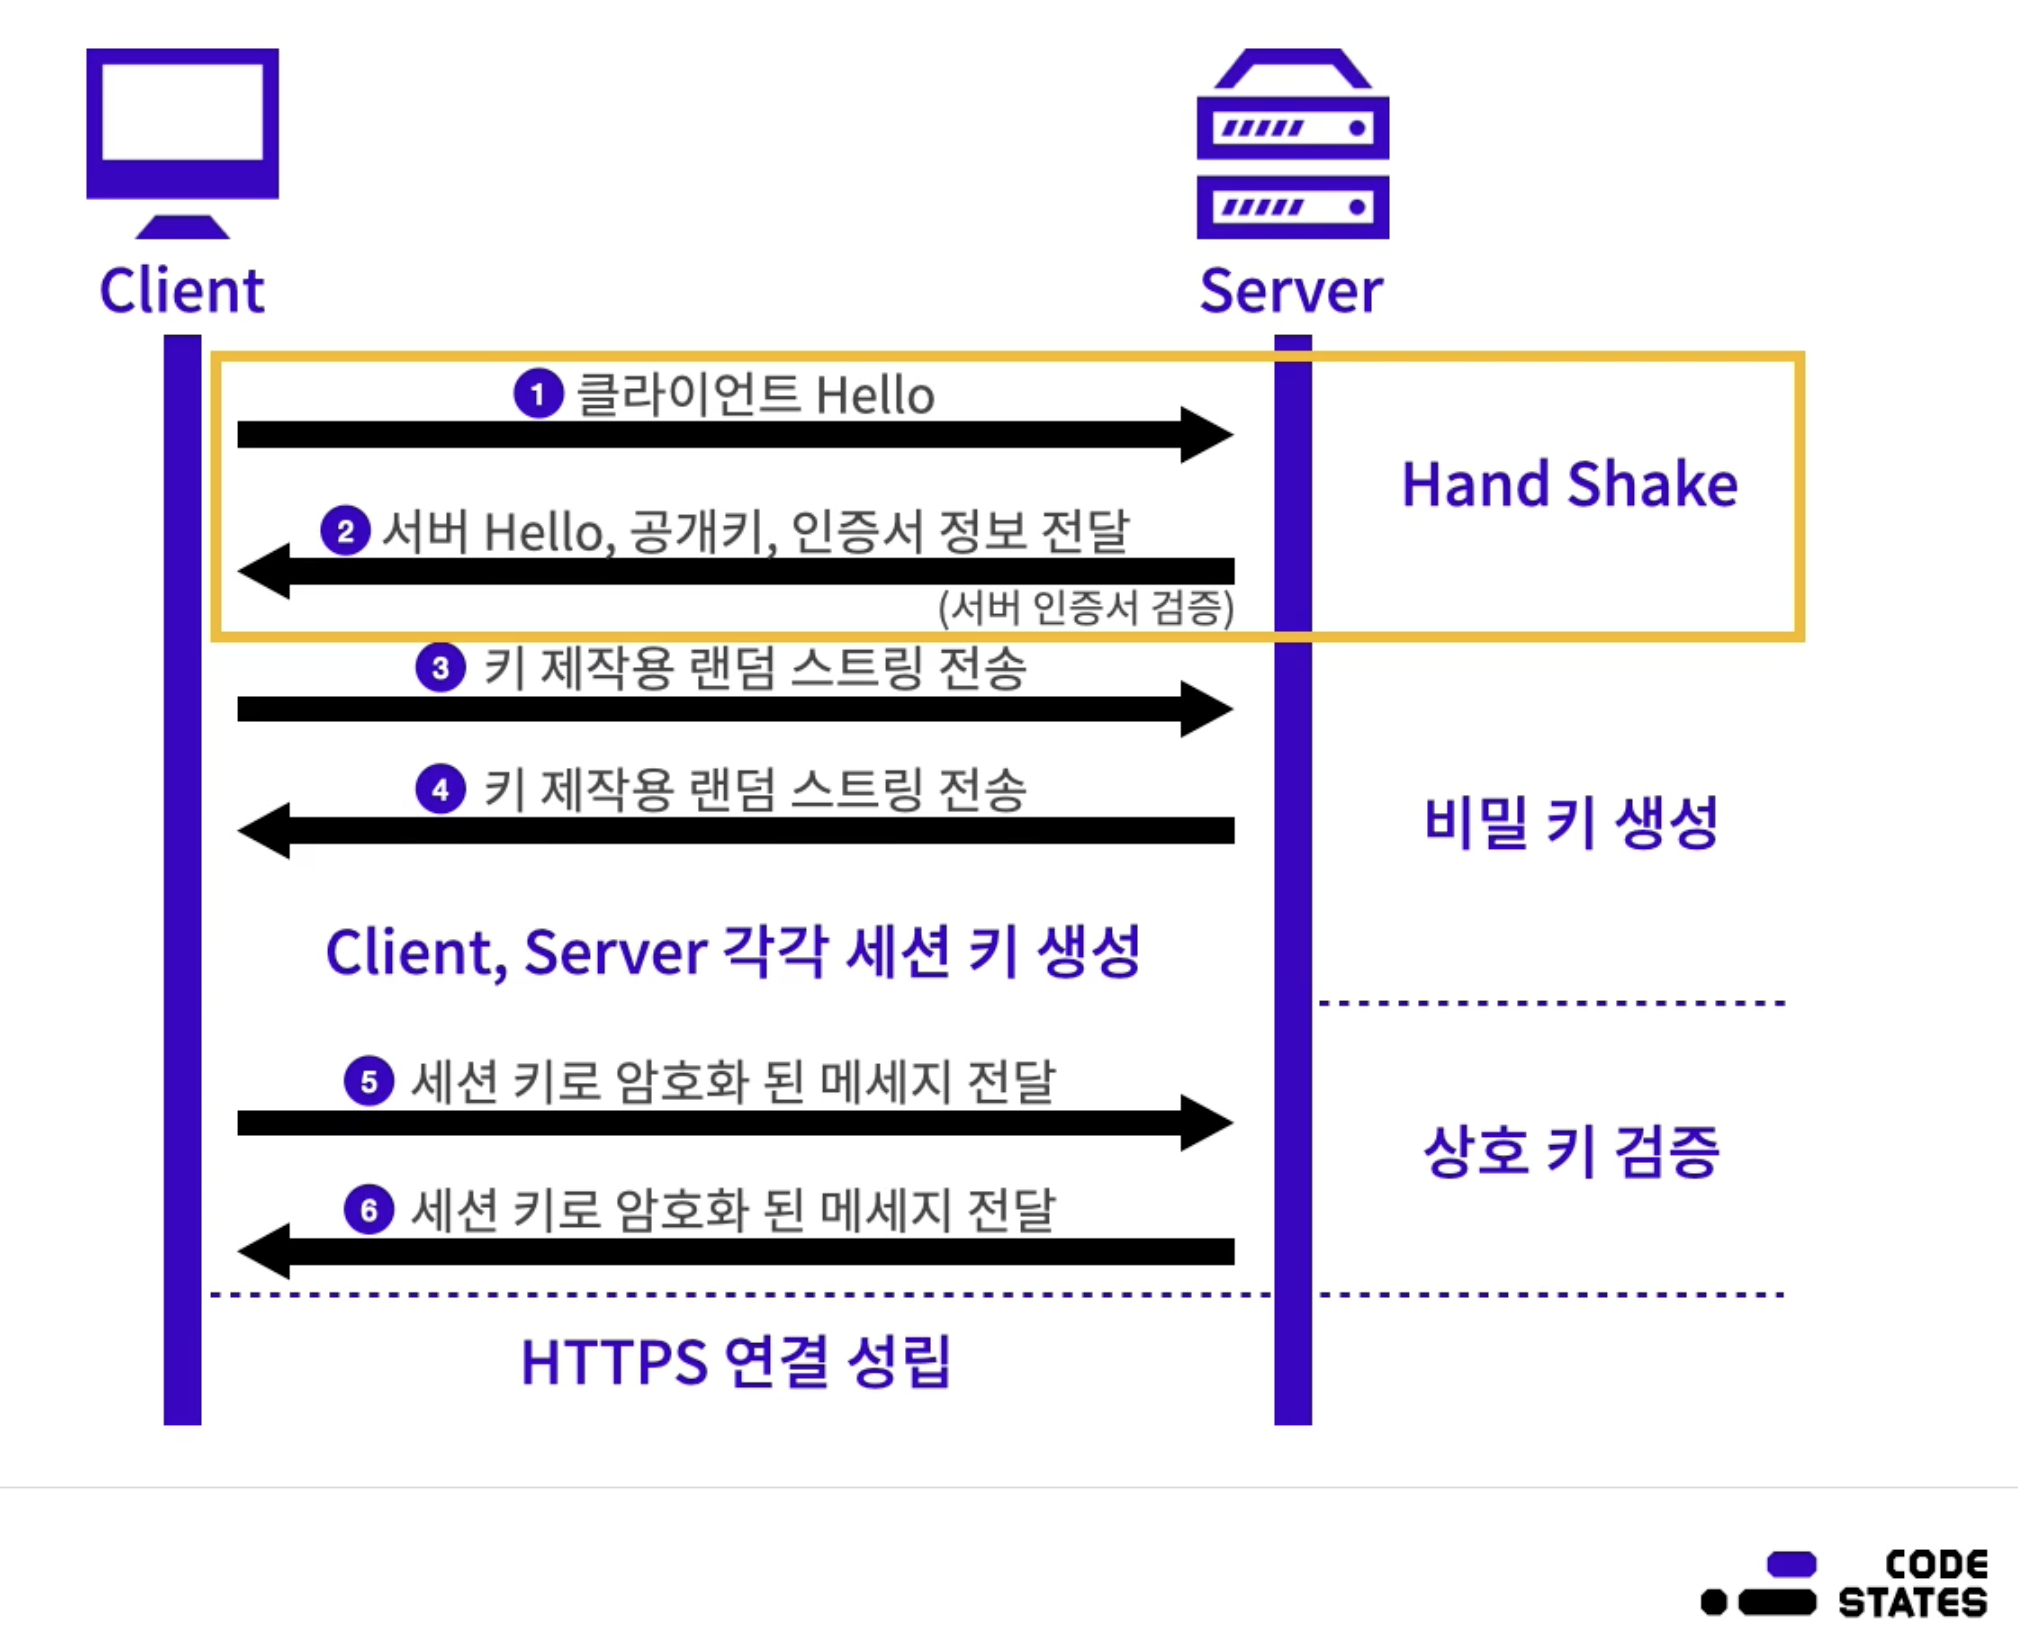 Client
Server
1 클라이언트 Hello
Hand Shake
2 서버 Hello, 공개키, 인증서 정보 전달
(서버 인증서 검증)
3 키 제작용 랜덤 스트링 전송
4 키 제작용 랜덤 스트링 전송
비밀 키 생성
Client, Server 각각 세션 키 생성
5 세션 키로 암호화 된 메세지 전달
상호 키 검증
6 세션 키로 암호화 된 메세지 전달
HTTPS 연결 성립
CODE
STATES